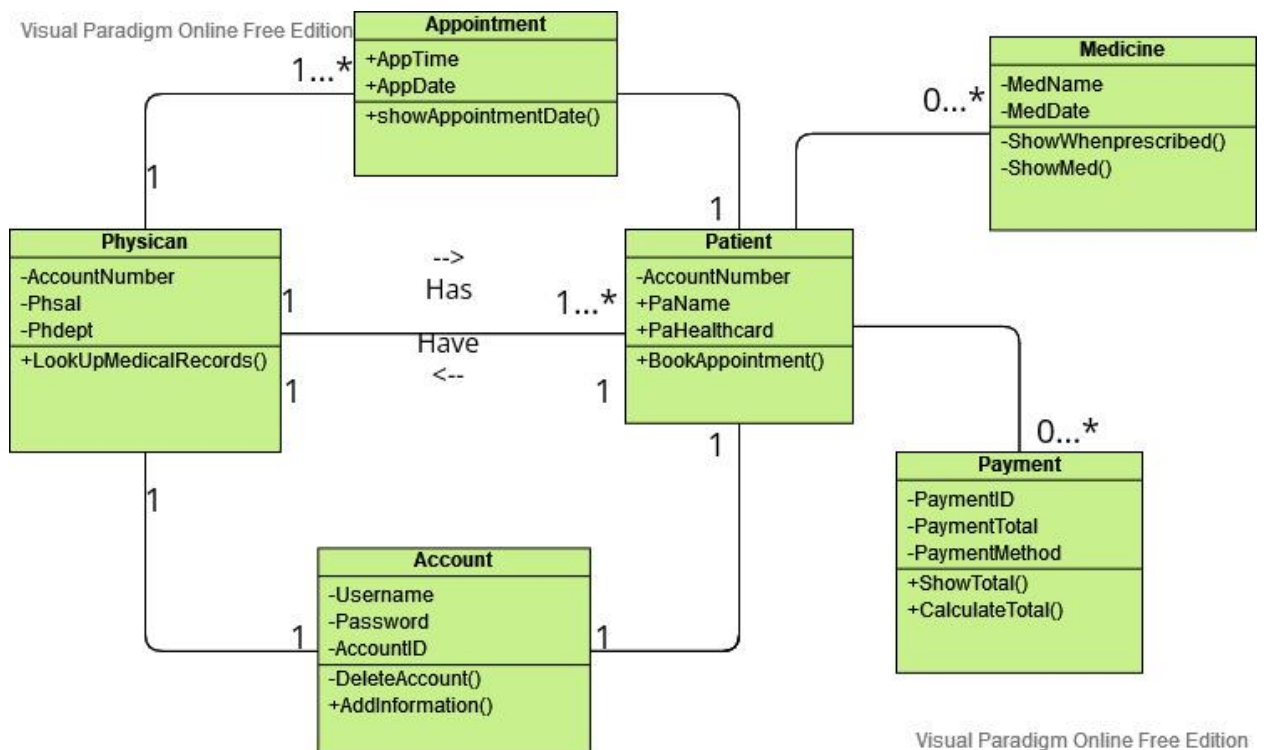 Visual Paradigm Online Free Edition
Appointment
+AppTime
+AppDate
+showAppointmentDate()
1...*
1
1
Medicine
-MedName
-MedDate
-ShowWhenprescribed()
-ShowMed()
0...*
Physican
-AccountNumber
-Phsal
-Phdept
+LookUpMedicalRecords()
-->
Has
1
1...*
Have
<--
1
1
Patient
-AccountNumber
+PaName
+PaHealthcard
+BookAppointment()
1
1
0...*
Payment
-PaymentID
-PaymentTotal
-PaymentMethod
+ShowTotal()
+CalculateTotal()
Account
-Username
-Password
-AccountID
-DeleteAccount()
+AddInformation()
1
1
Visual Paradigm Online Free Edition